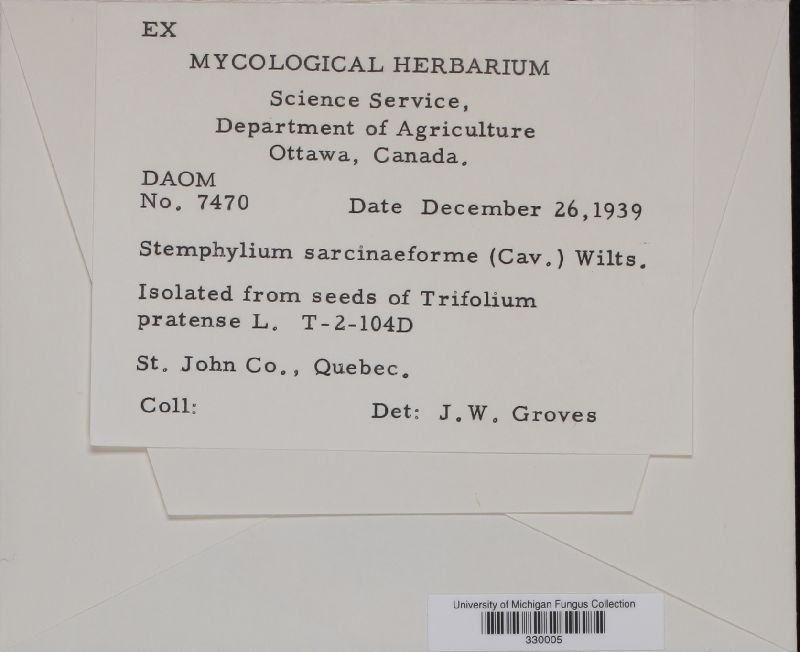 EX
MYCOLOGICAL HERBARIUM
Science Service,
Department of Agriculture
Ottawa, Canada.
DAOM
No. 7470 Date December 26,1939
Stemphylium sarcinaeforme (Cav.) Wilts.
Isolated from seeds of Trifolium
pratense L. T-2-104D
St. John Co., Quebec.
Coll: Det: J.W. Groves
University of Michigan Fungus Collection
330005